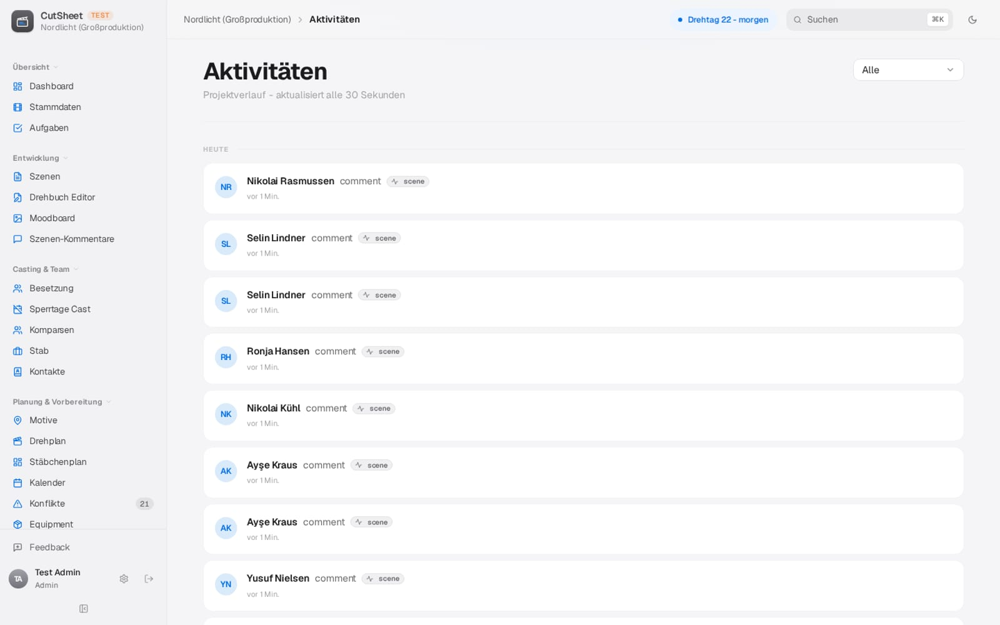 CutSheet TEST
Nordlicht (Großproduktion)
Übersicht
Dashboard
Stammdaten
Aufgaben
Entwicklung
Szenen
Drehbuch Editor
Moodboard
Szenen-Kommentare
Casting & Team
Besetzung
Sperrtage Cast
Komparsen
Stab
Kontakte
Planung & Vorbereitung
Motive
Drehplan
Stäbchenplan
Kalender
Konflikte 21
Equipment
Feedback
TA Test Admin
Admin
Nordlicht (Großproduktion) Aktivitäten
Drehtag 22 - morgen
Suchen ⌘K
Aktivitäten
Alle
Projektverlauf - aktualisiert alle 30 Sekunden
HEUTE
NR Nikolai Rasmussen comment scene
vor 1 Min.
SL Selin Lindner comment scene
vor 1 Min.
SL Selin Lindner comment scene
vor 1 Min.
RH Ronja Hansen comment scene
vor 1 Min.
NK Nikolai Kühl comment scene
vor 1 Min.
AK Ayşe Kraus comment scene
vor 1 Min.
AK Ayşe Kraus comment scene
vor 1 Min.
YN Yusuf Nielsen comment scene
vor 1 Min.